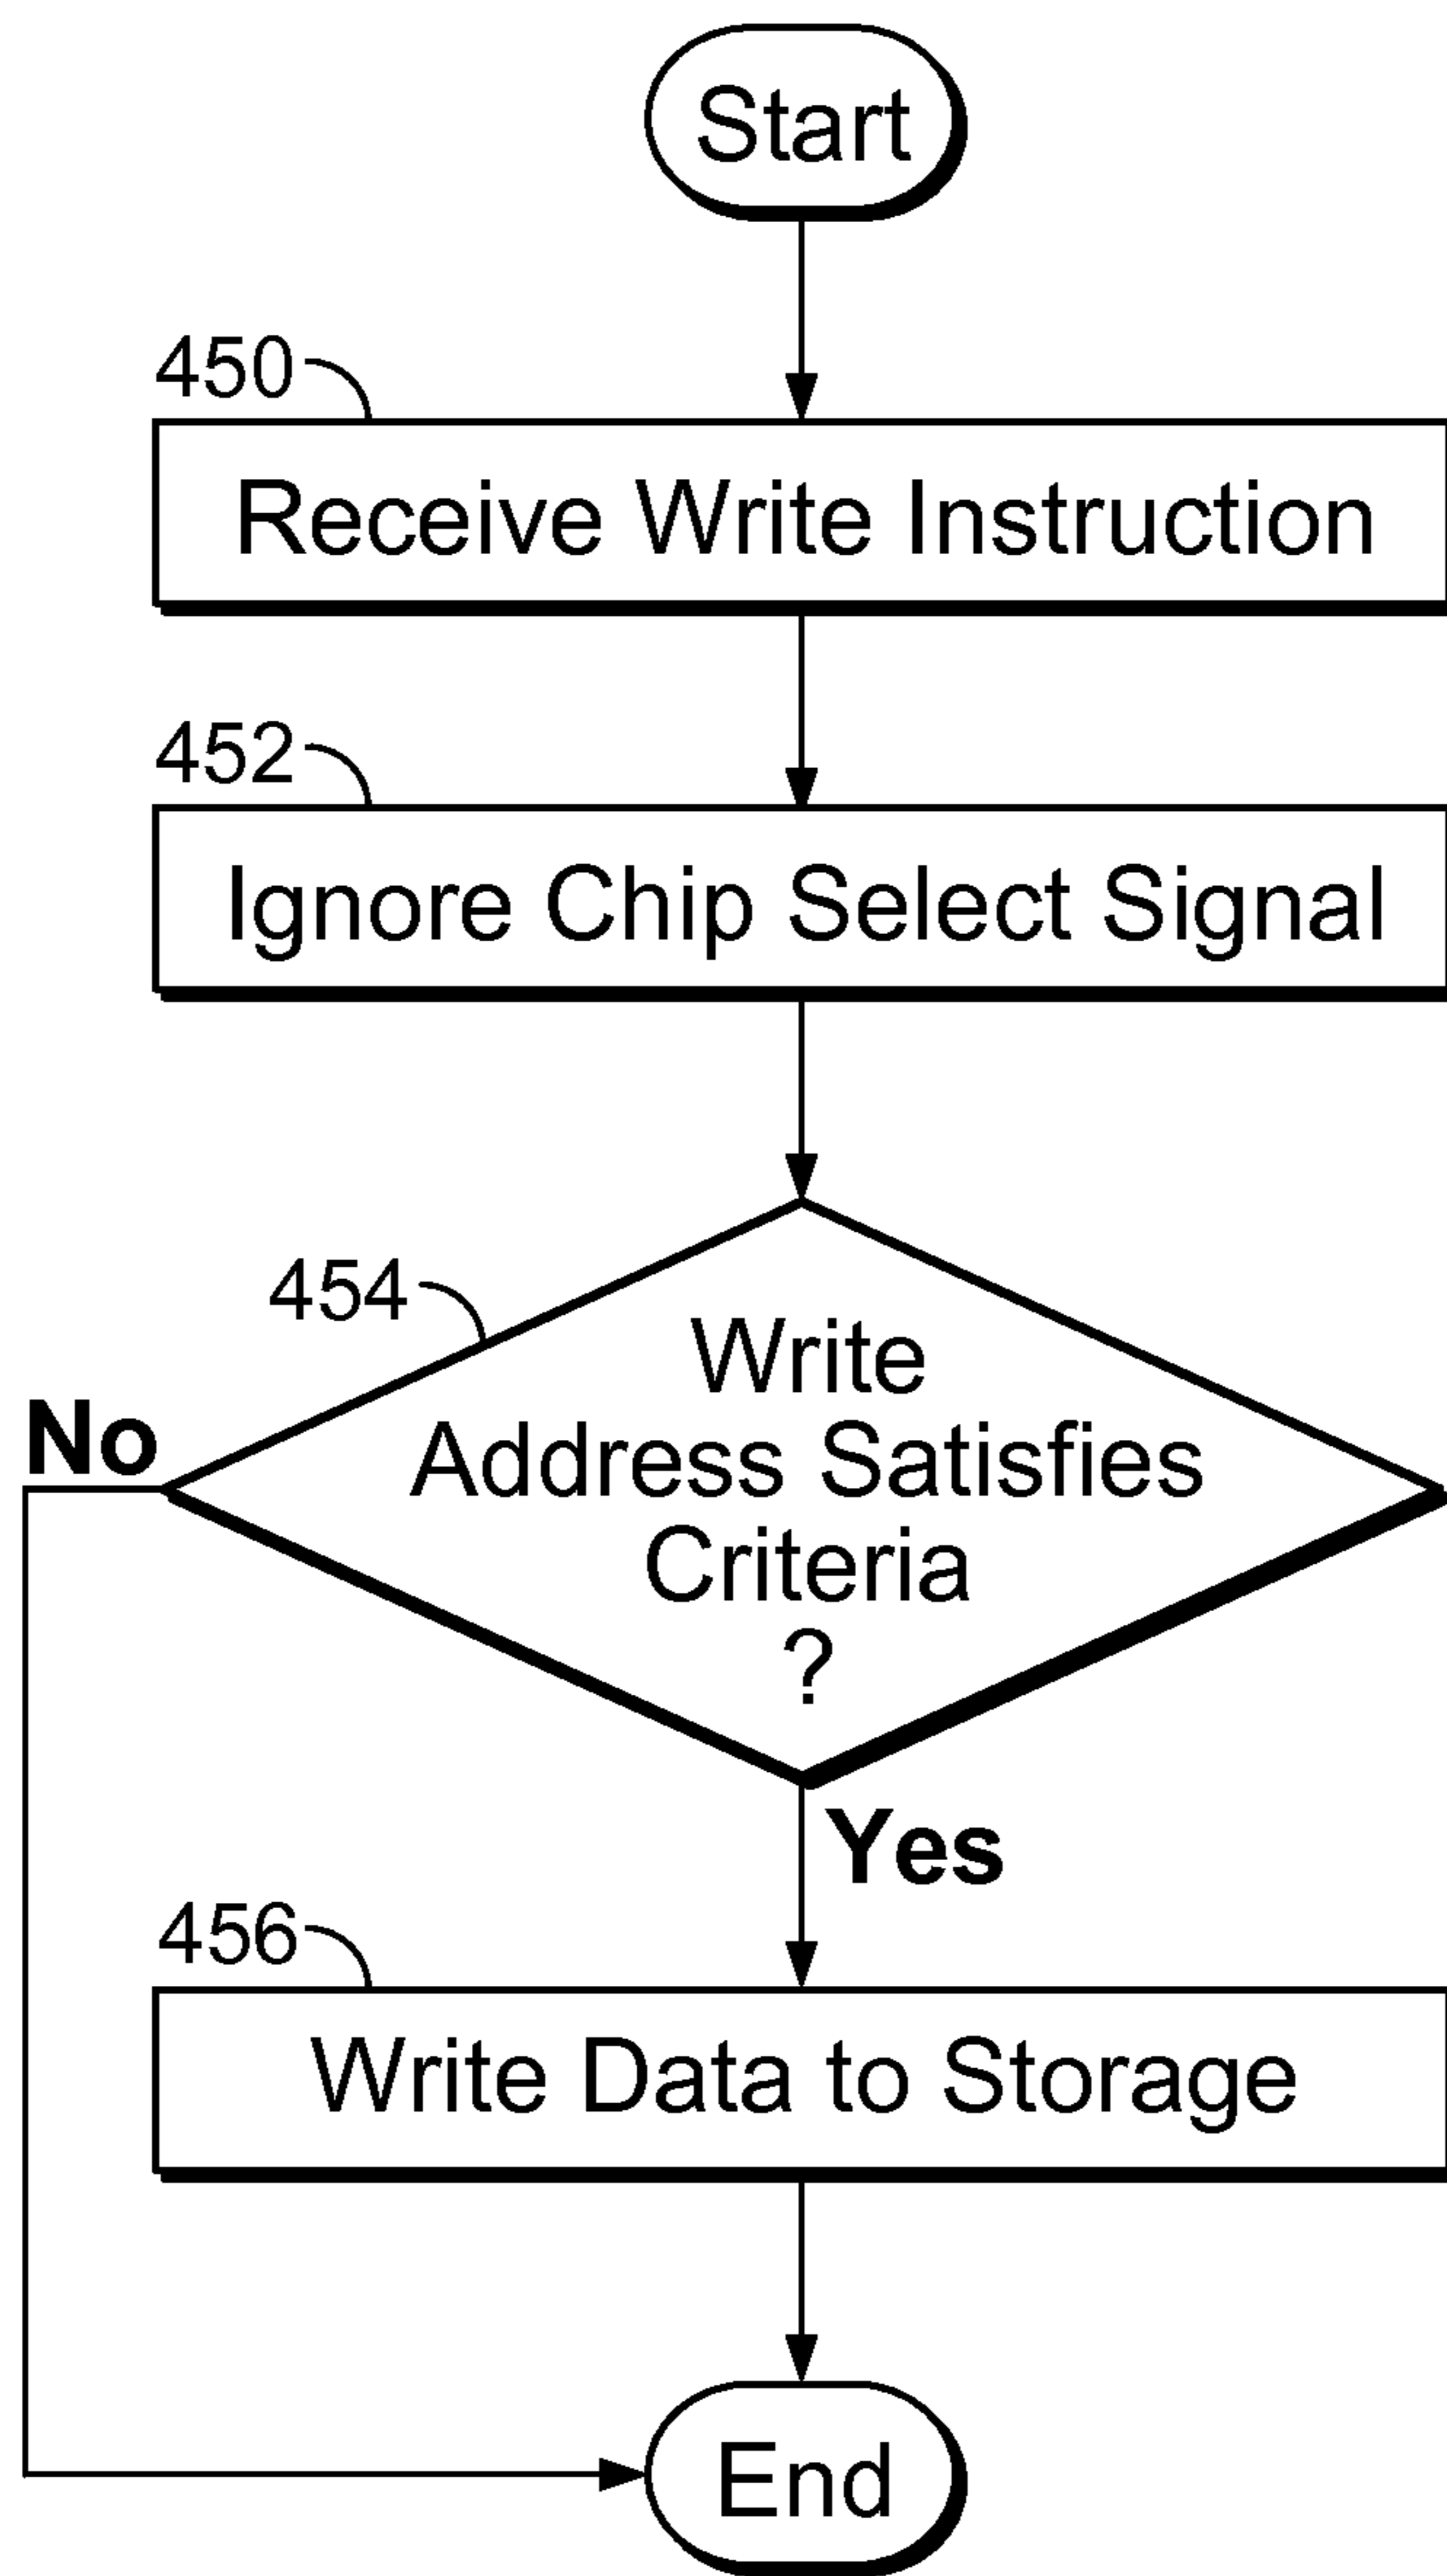 Start
450
Receive Write Instruction
452
Ignore Chip Select Signal
454
Write
Address Satisfies
Criteria
?
No
Yes
456
Write Data to Storage
End